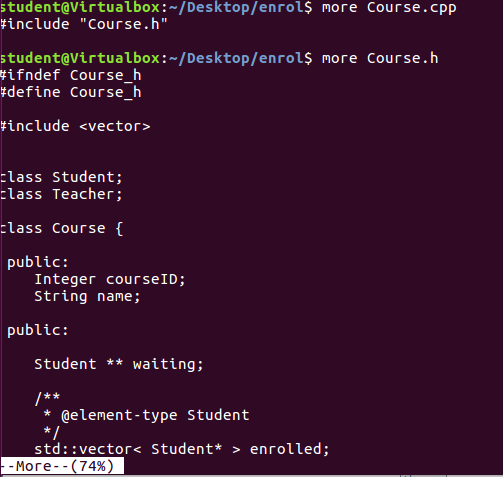 student@Virtualbox:~/Desktop/enrol$ more Course.cpp
#include "Course.h"
student@Virtualbox:~/Desktop/enrol$ more Course.h
#ifndef Course_h
#define Course_h
#include <vector>
class Student;
class Teacher;
class Course {
public:
Integer courseID;
String name;
public:
Student ** waiting;
/**
* @element-type Student
*/
std::vector< Student* > enrolled;
--More--(74%)